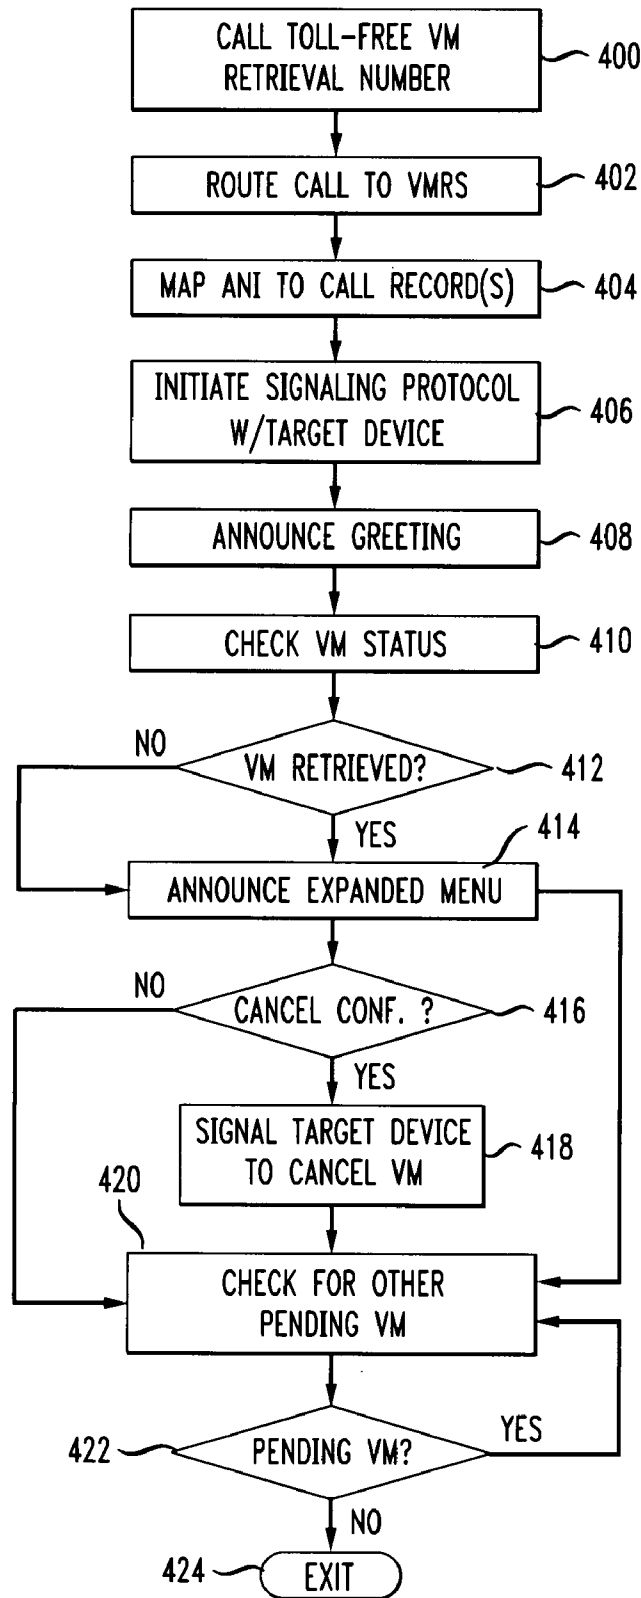 CALL TOLL-FREE VM
RETRIEVAL NUMBER
400
ROUTE CALL TO VMRS
402
MAP ANI TO CALL RECORD(S)
404
INITIATE SIGNALING PROTOCOL
W/TARGET DEVICE
406
ANNOUNCE GREETING
408
CHECK VM STATUS
410
NO
VM RETRIEVED?
412
YES
414
ANNOUNCE EXPANDED MENU
NO
CANCEL CONF. ?
416
YES
SIGNAL TARGET DEVICE
TO CANCEL VM
418
420
CHECK FOR OTHER
PENDING VM
422
PENDING VM?
YES
NO
424
EXIT